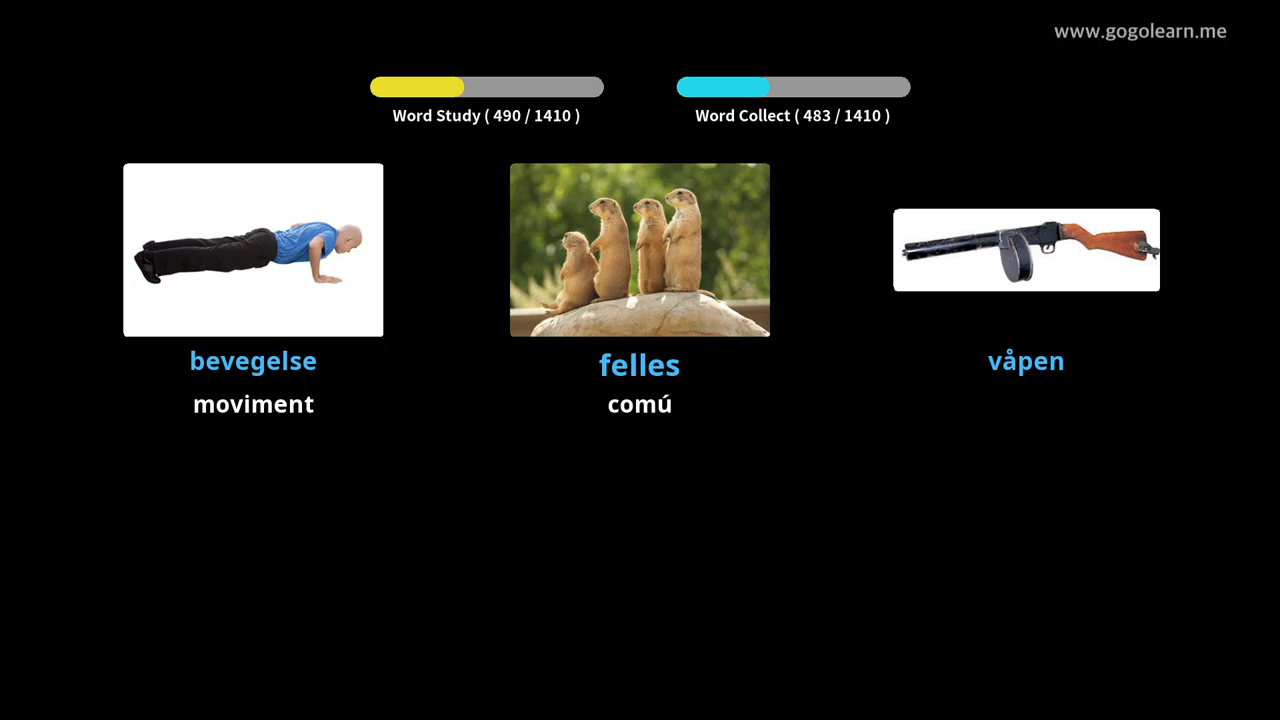 www.gogolearn.me
Word Study ( 490 / 1410 )
Word Collect ( 483 / 1410 )
bevegelse
moviment
felles
comú
våpen